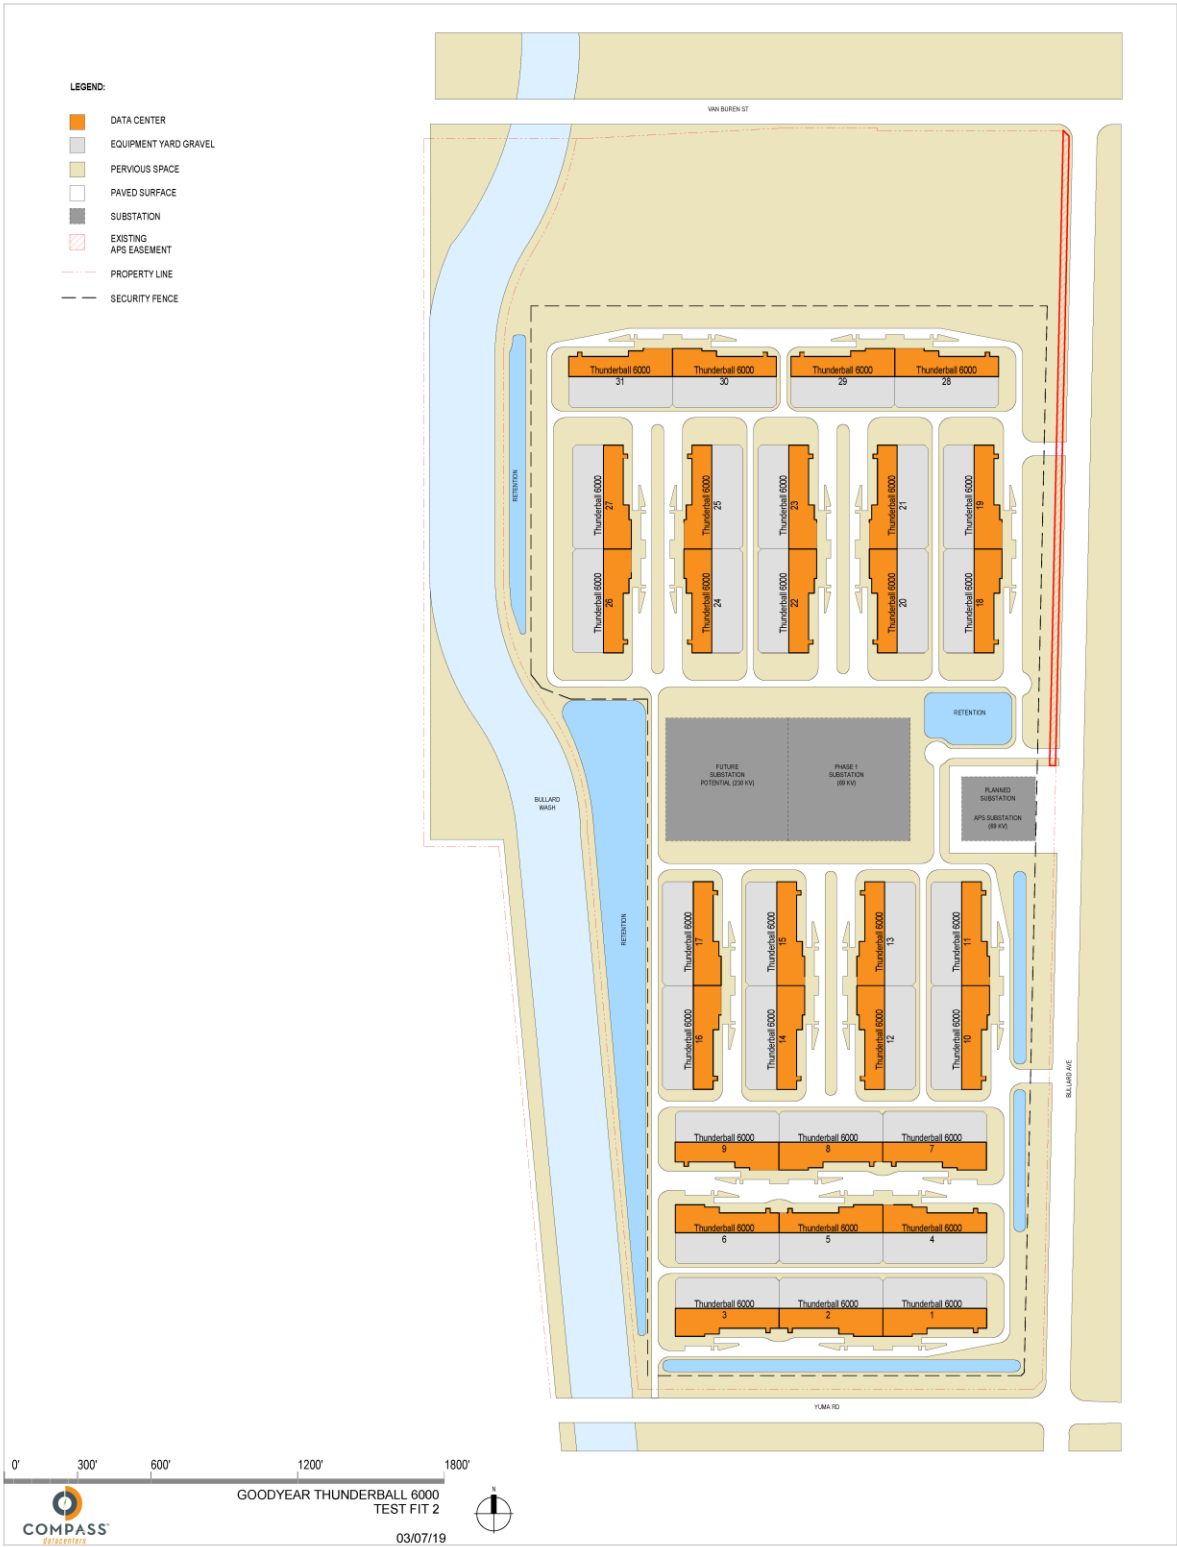 LEGEND:
DATA CENTER
EQUIPMENT YARD GRAVEL
PERVIOUS SPACE
PAVED SURFACE
SUBSTATION
EXISTING
APS EASEMENT
PROPERTY LINE
SECURITY FENCE
VAN BUREN ST
Thunderball 6000
31
Thunderball 6000
30
Thunderball 6000
29
Thunderball 6000
28
RETENTION
Thunderball 6000
27
Thunderball 6000
25
Thunderball 6000
23
Thunderball 6000
21
Thunderball 6000
19
Thunderball 6000
26
Thunderball 6000
24
Thunderball 6000
22
Thunderball 6000
20
Thunderball 6000
18
RETENTION
FUTURE
SUBSTATION
POTENTIAL (230 KV)
PHASE 1
SUBSTATION
(69 KV)
PLANNED
SUBSTATION
APS SUBSTATION
(69 KV)
BULLARD
WASH
RETENTION
Thunderball 6000
17
Thunderball 6000
15
Thunderball 6000
13
Thunderball 6000
11
Thunderball 6000
16
Thunderball 6000
14
Thunderball 6000
12
Thunderball 6000
10
BULLARD AVE
Thunderball 6000
9
Thunderball 6000
8
Thunderball 6000
7
Thunderball 6000
6
Thunderball 6000
5
Thunderball 6000
4
Thunderball 6000
3
Thunderball 6000
2
Thunderball 6000
1
YUMA RD
0' 300' 600' 1200' 1800'
GOODYEAR THUNDERBALL 6000
TEST FIT 2
03/07/19
N
COMPASS
datacenters